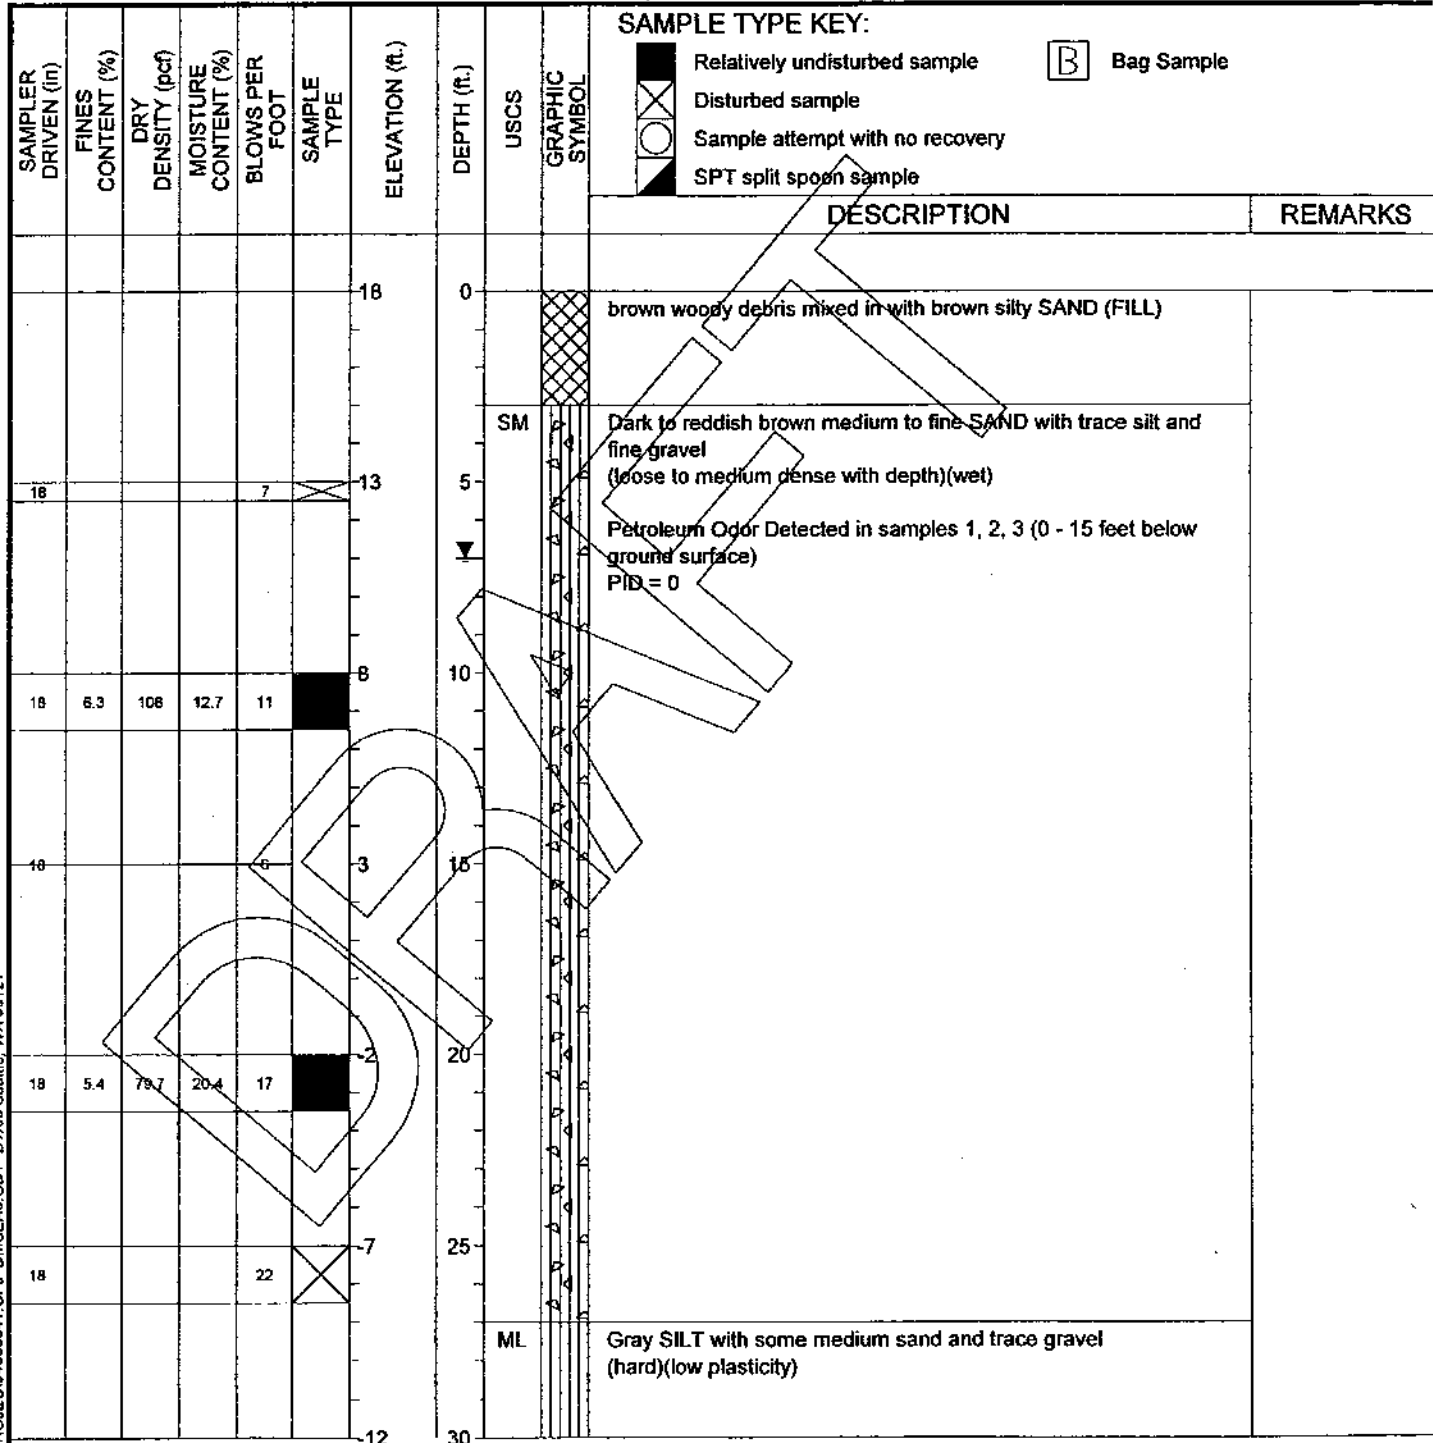 SAMPLE TYPE KEY:
Relatively undisturbed sample
B Bag Sample
Disturbed sample
Sample attempt with no recovery
SPT split spoon sample
SAMPLER DRIVEN (in)
FINES CONTENT (%)
DRY DENSITY (pcf)
MOISTURE CONTENT (%)
BLOWS PER FOOT
SAMPLE TYPE
ELEVATION (ft.)
DEPTH (ft.)
USCS
GRAPHIC SYMBOL
DESCRIPTION
REMARKS
18 0
brown woody debris mixed in with brown silty SAND (FILL)
SM Dark to reddish brown medium to fine SAND with trace silt and
fine gravel
(loose to medium dense with depth)(wet)
18 7 13 5
Petroleum Odor Detected in samples 1, 2, 3 (0 - 15 feet below
ground surface)
PID = 0
8 10
18 6.3 106 12.7 11
18 6 3 15
-2 20
18 5.4 79.7 20.4 17
-7 25
18 22
ML Gray SILT with some medium sand and trace gravel
(hard)(low plasticity)
-12 30
DRAFT